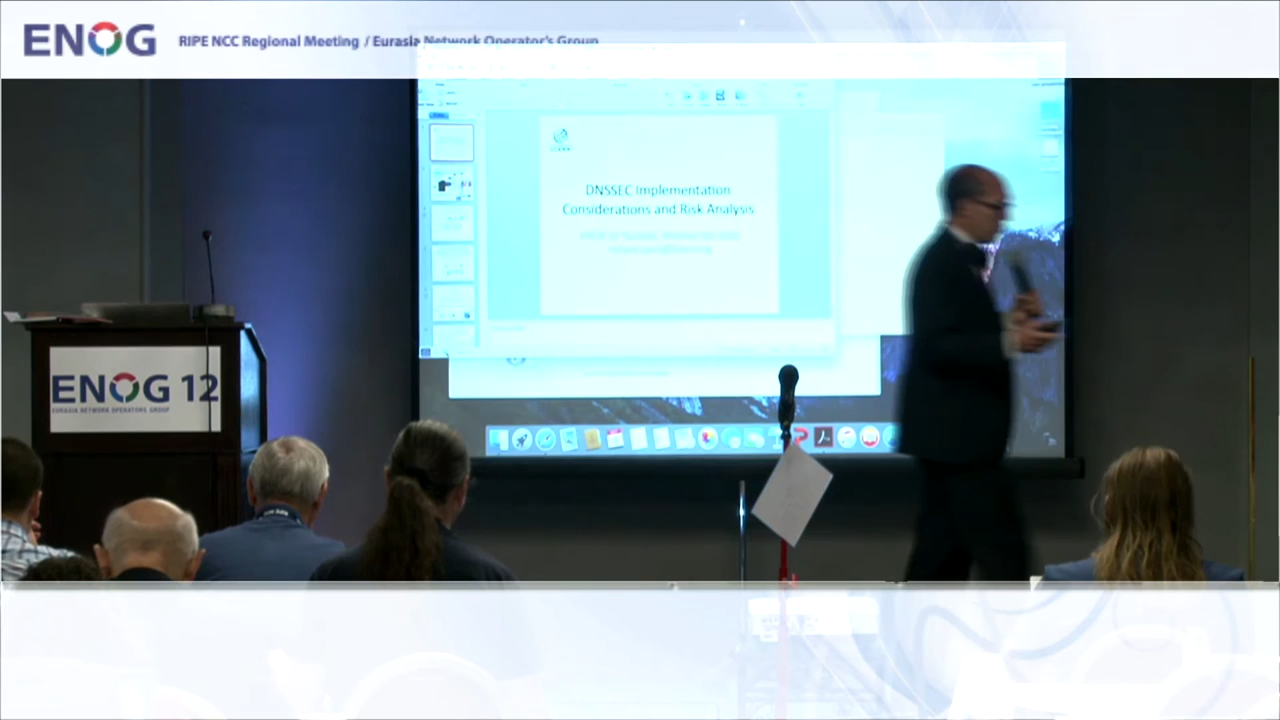 ENOG
RIPE NCC Regional Meeting / Eurasia Network Operator's Group
DNSSEC Implementation
Considerations and Risk Analysis
ENOG 12
EURASIA NETWORK OPERATORS GROUP